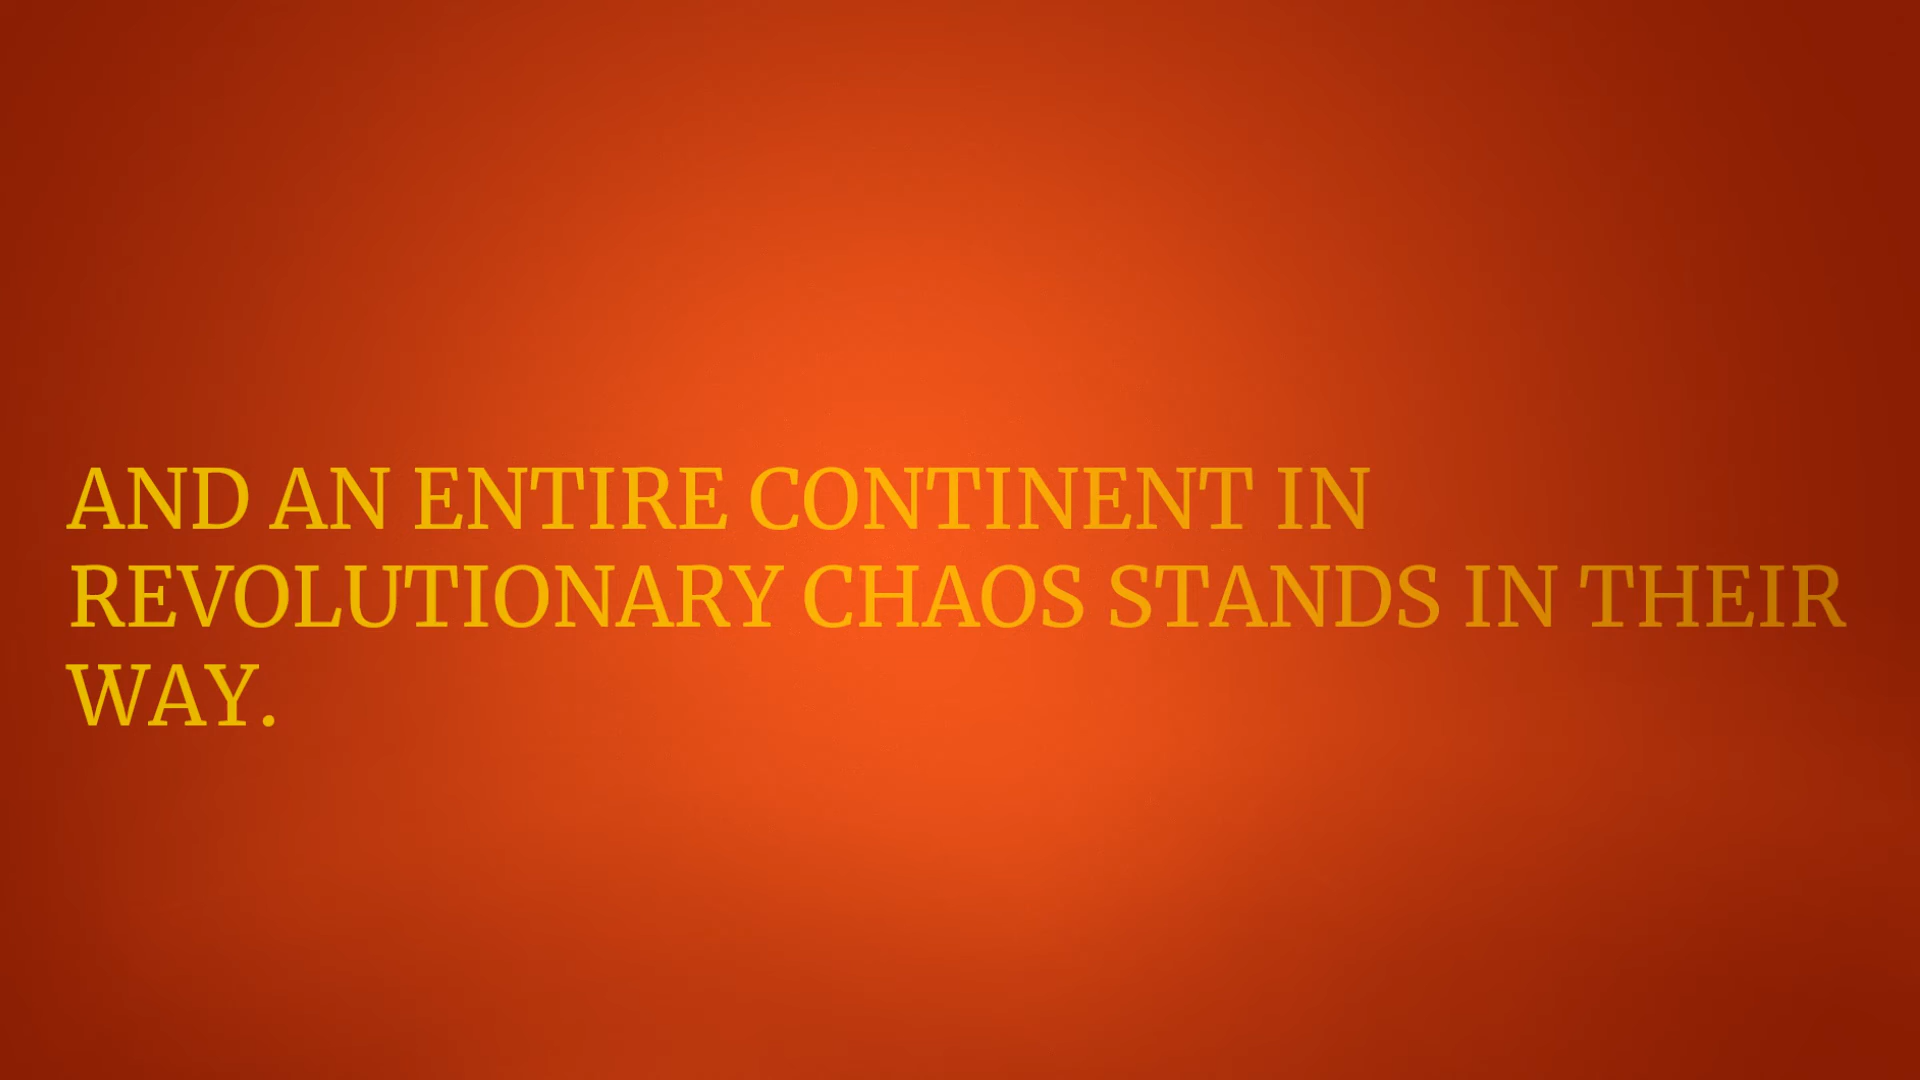 AND AN ENTIRE CONTINENT IN
REVOLUTIONARY CHAOS STANDS IN THEIR
WAY.